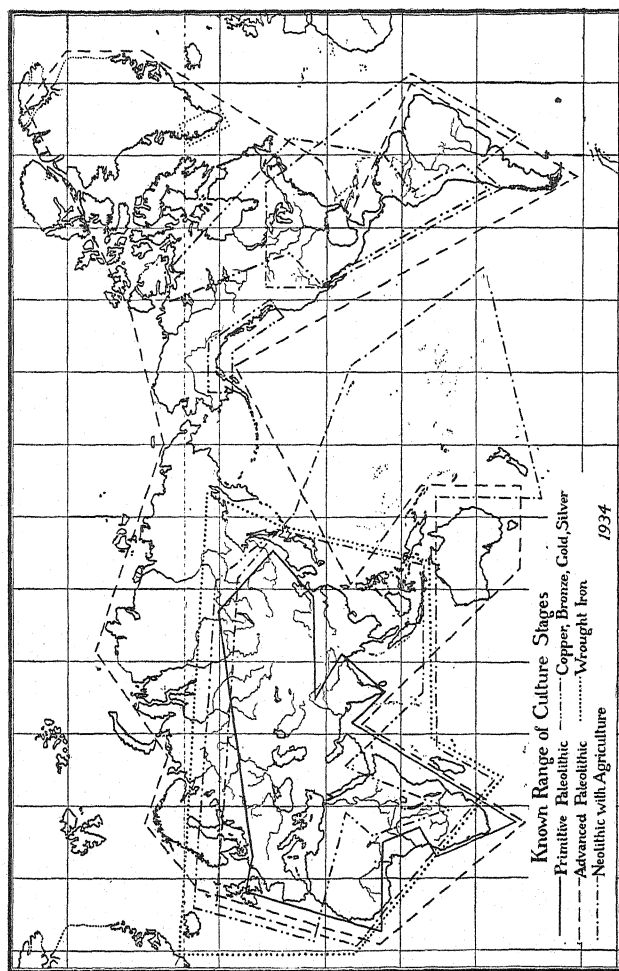 Known Range of Culture Stages
Primitive Paleolithic Copper, Bronze, Gold, Silver
Advanced Paleolithic Wrought Iron
Neolithic with Agriculture 1934